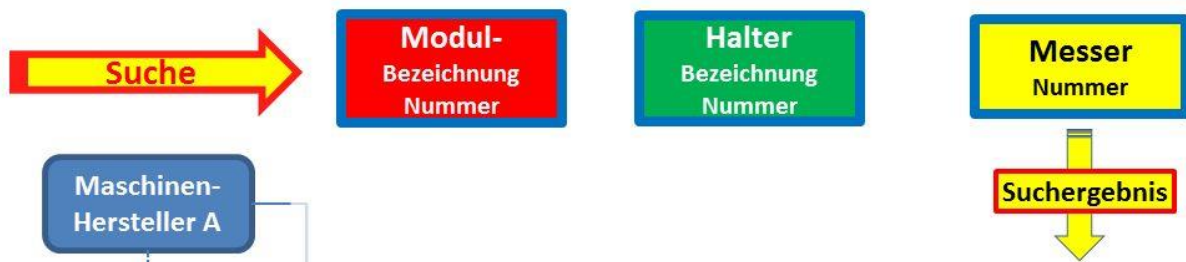 Suche
Modul-
Bezeichnung
Nummer
Halter
Bezeichnung
Nummer
Messer
Nummer
Suchergebnis
Maschinen-
Hersteller A